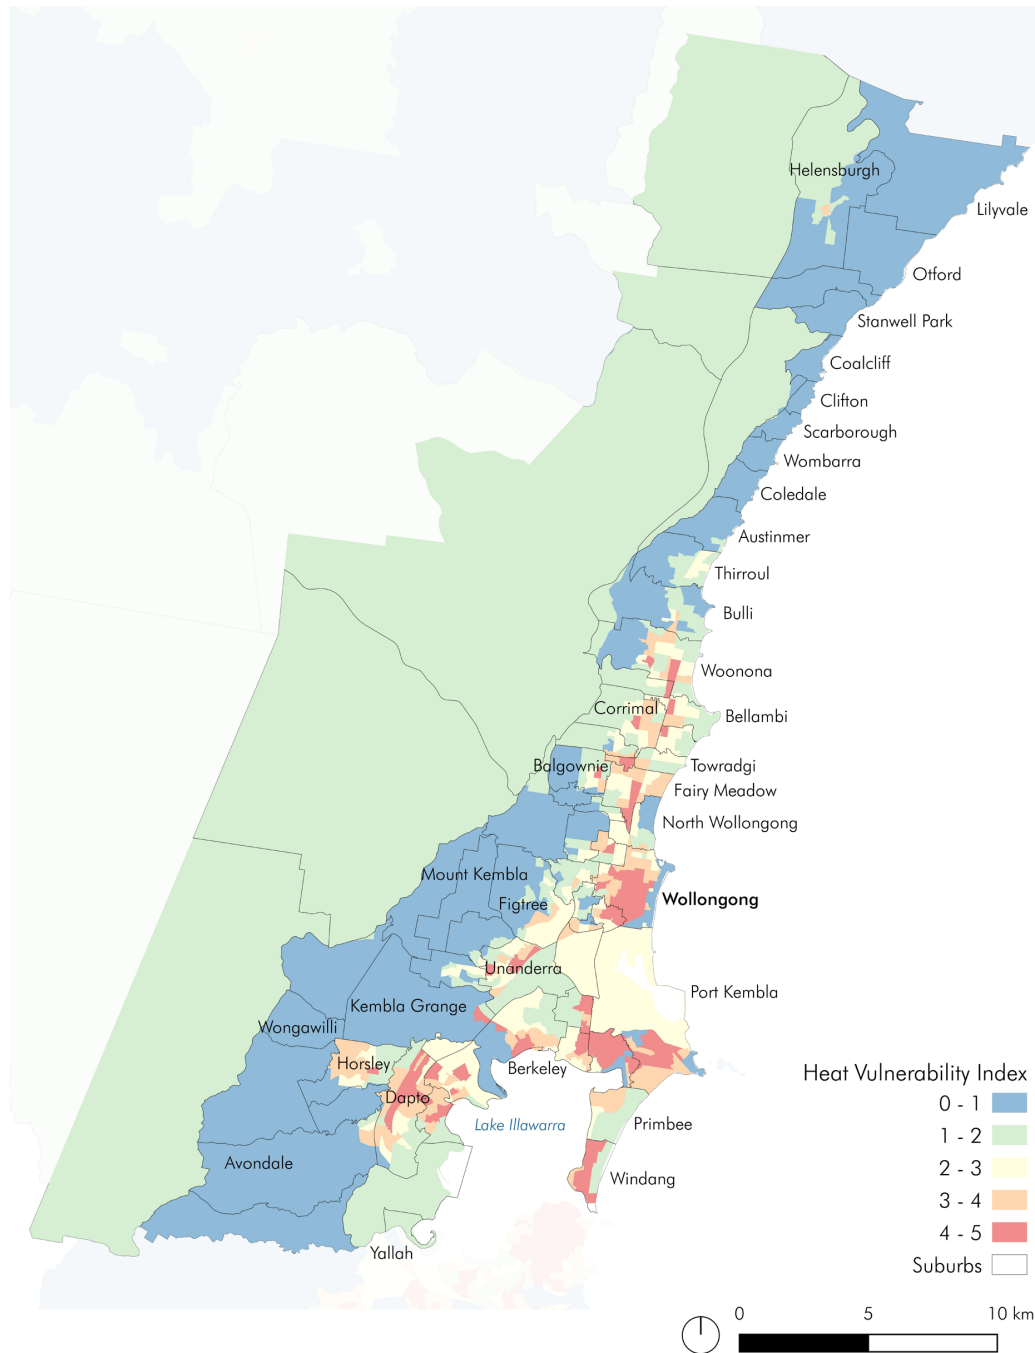 Helensburgh
Lilyvale
Otford
Stanwell Park
Coalcliff
Clifton
Scarborough
Wombarra
Coledale
Austinmer
Thirroul
Bulli
Woonona
Corrimal
Bellambi
Balgownie
Towradgi
Fairy Meadow
North Wollongong
Mount Kembla
Figtree
Wollongong
Unanderra
Port Kembla
Kembla Grange
Wongawilli
Horsley
Berkeley
Dapto
Lake Illawarra
Primbee
Avondale
Windang
Yallah
Heat Vulnerability Index
0 - 1
1 - 2
2 - 3
3 - 4
4 - 5
Suburbs
0 5 10 km